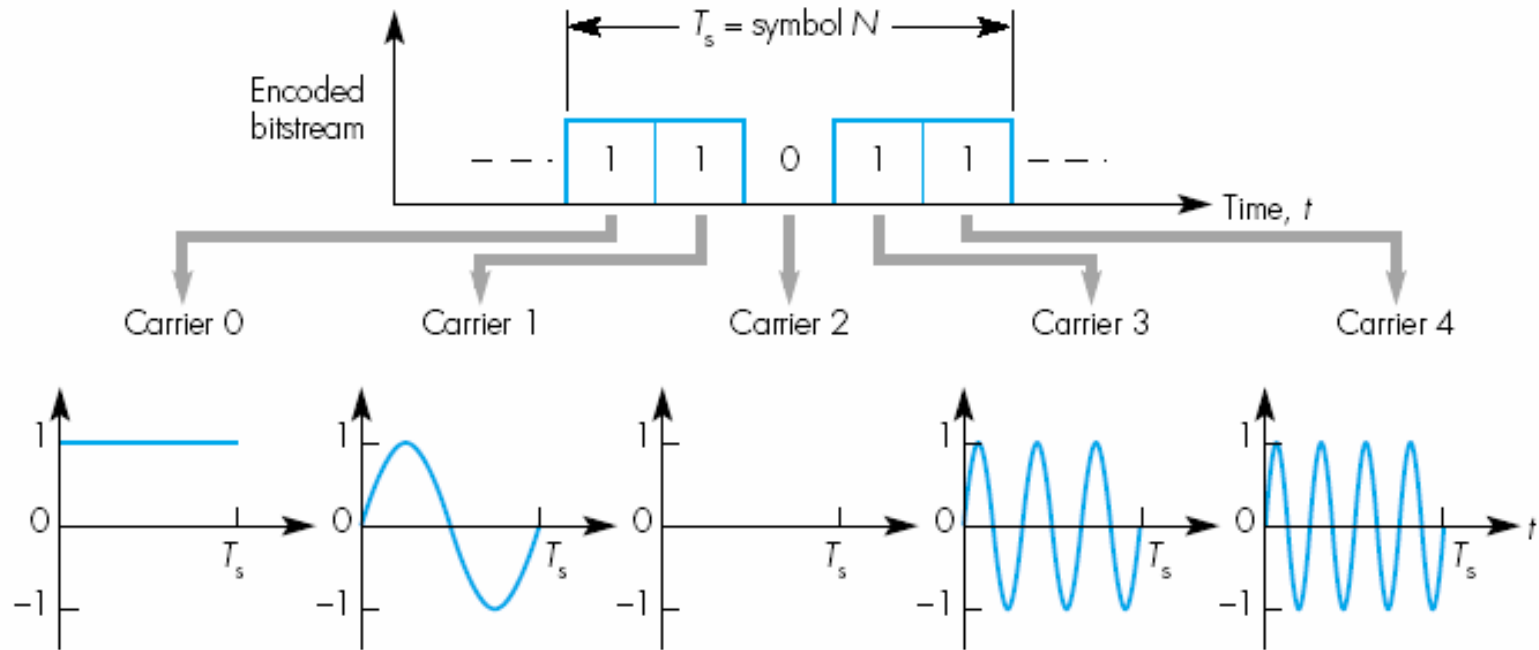 Ts = symbol N
Encoded
bitstream
1 1 0 1 1
Time, t
Carrier 0 Carrier 1 Carrier 2 Carrier 3 Carrier 4
1 1 1 1 1
0 0 0 0 0 t
Ts Ts Ts Ts Ts
–1 –1 –1 –1 –1